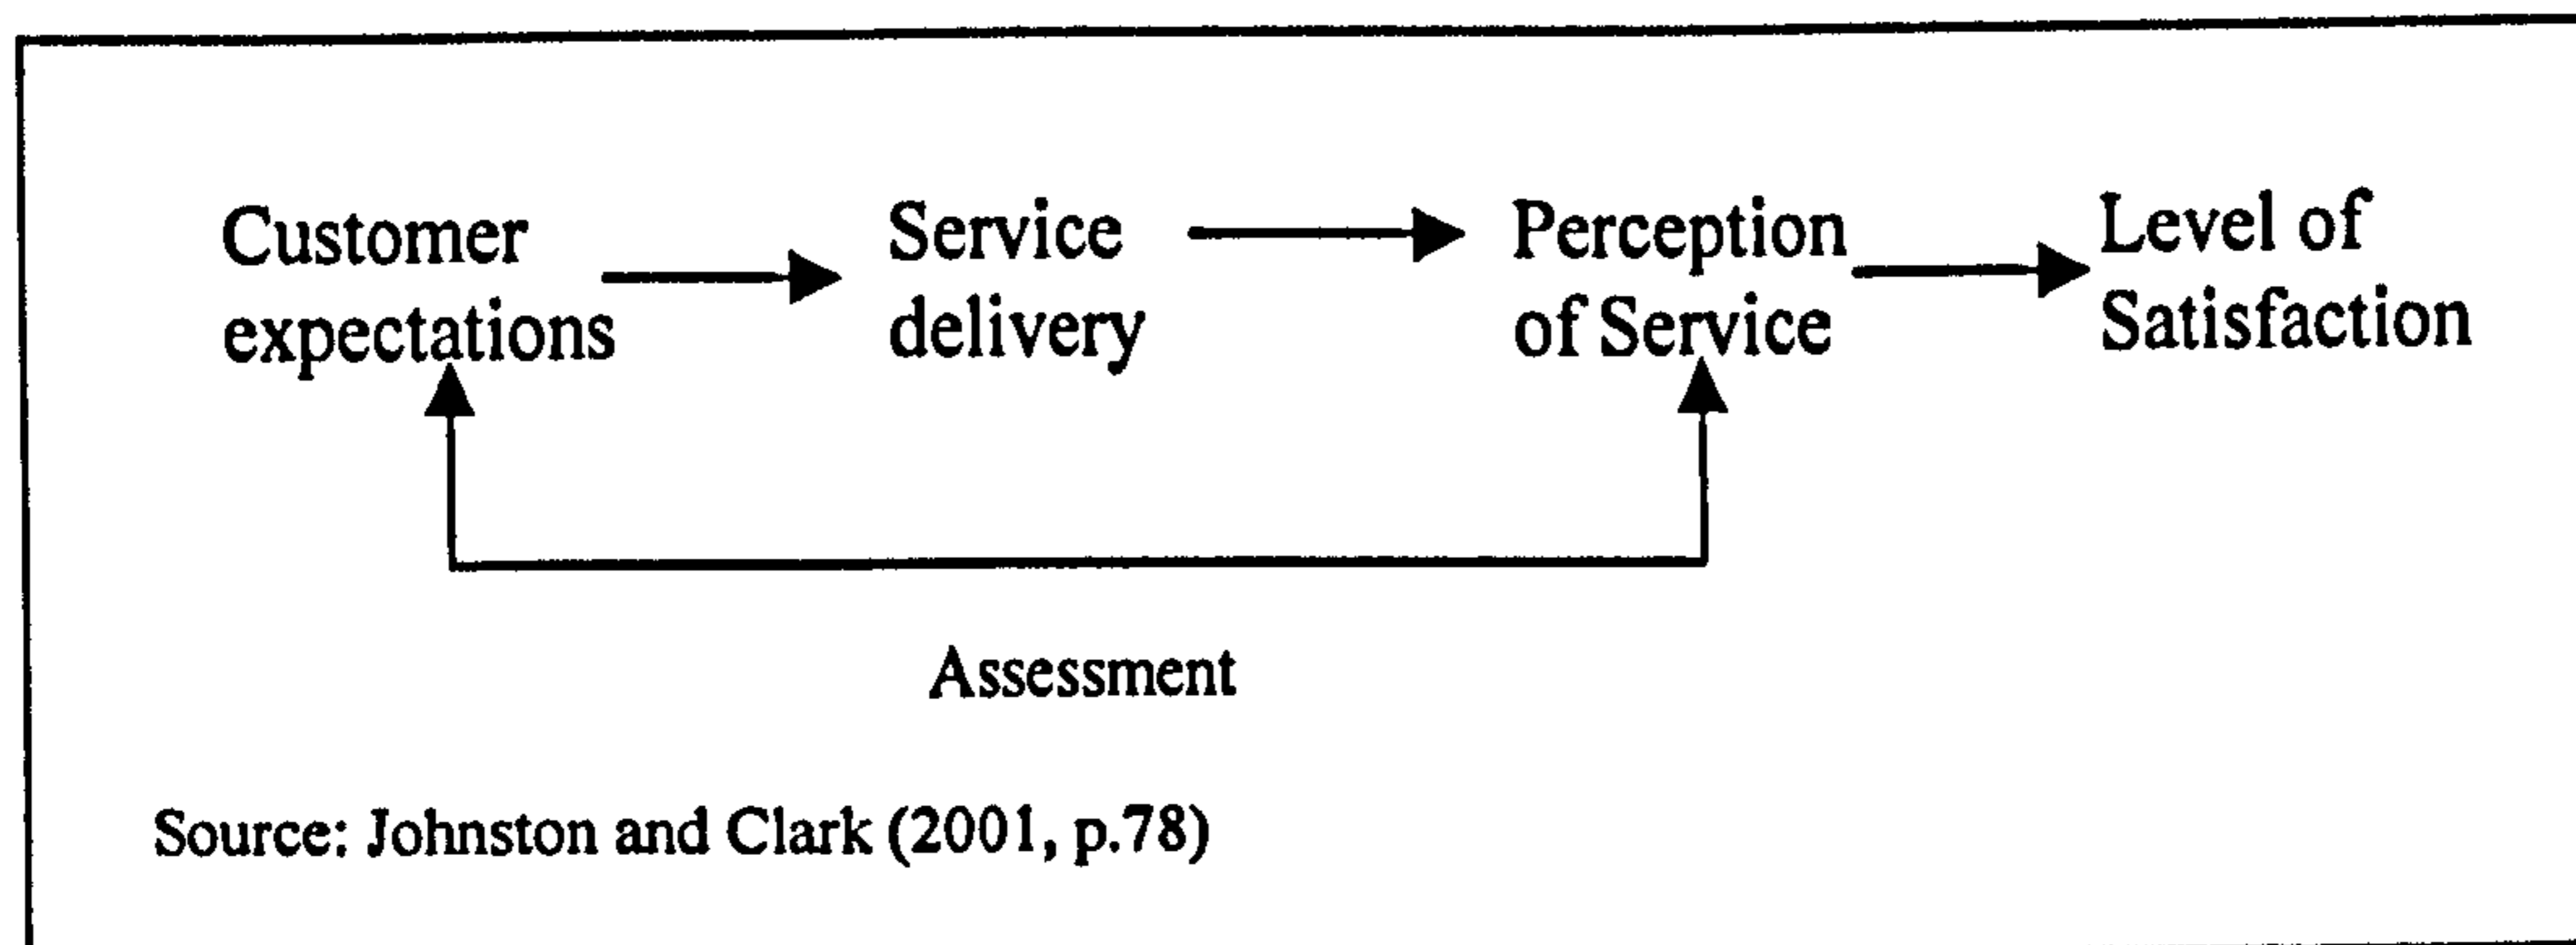 Customer
expectations
Service
delivery
Perception
of Service
Level of
Satisfaction
Assessment
Source: Johnston and Clark (2001, p.78)